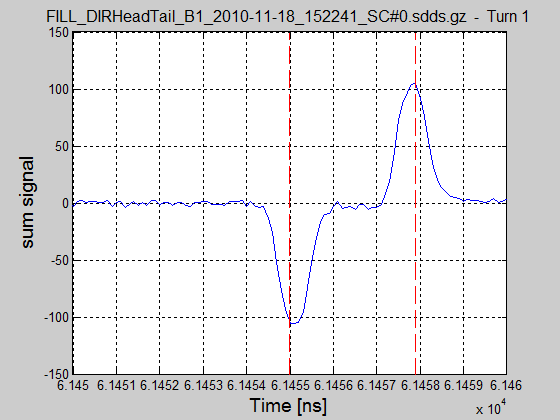 FILL_DIRHeadTail_B1_2010-11-18_152241_SC#0.sdds.gz - Turn 1
150
100
50
0
-50
-100
-150
sum signal
6.145 6.1451 6.1452 6.1453 6.1454 6.1455 6.1456 6.1457 6.1458 6.1459 6.146
Time [ns]
x 10⁴